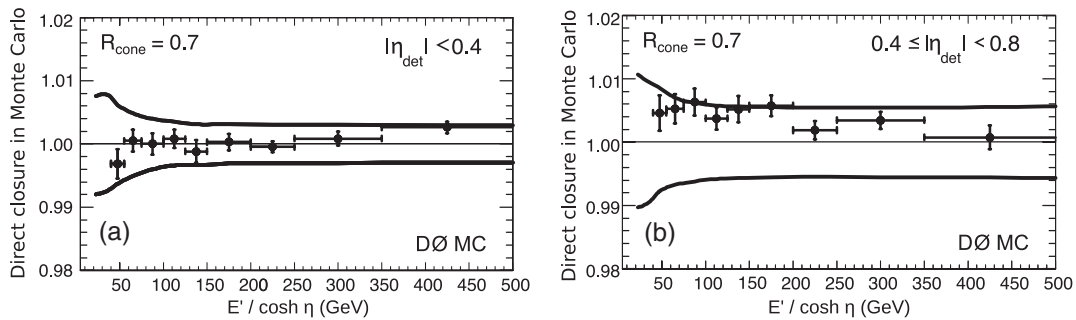 Direct closure in Monte Carlo
1.02
1.01
1.00
0.99
0.98
R_cone = 0.7
|η_det| < 0.4
(a)
DØ MC
50 100 150 200 250 300 350 400 450 500
E' / cosh η (GeV)
Direct closure in Monte Carlo
1.02
1.01
1.00
0.99
0.98
R_cone = 0.7
0.4 ≤ |η_det| < 0.8
(b)
DØ MC
50 100 150 200 250 300 350 400 450 500
E' / cosh η (GeV)